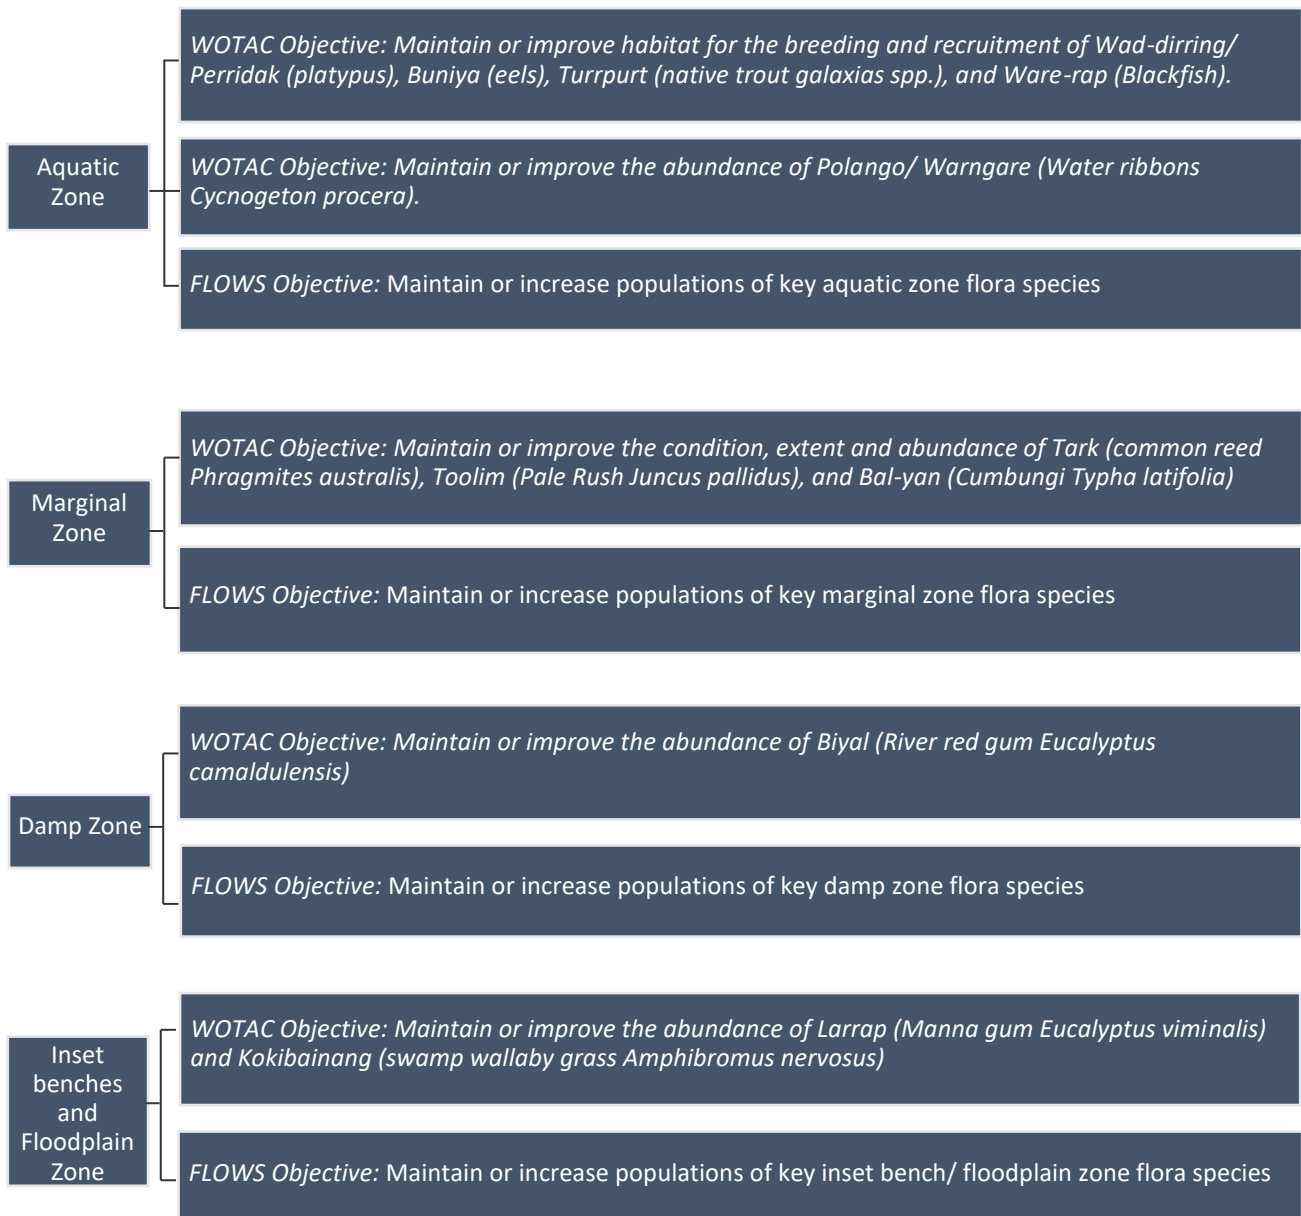 WOTAC Objective: Maintain or improve habitat for the breeding and recruitment of Wad-dirring/
Perridak (platypus), Buniya (eels), Turrpurt (native trout galaxias spp.), and Ware-rap (Blackfish).
Aquatic
Zone
WOTAC Objective: Maintain or improve the abundance of Polango/ Warngare (Water ribbons
Cycnogeton procera).
FLOWS Objective: Maintain or increase populations of key aquatic zone flora species
Marginal
Zone
WOTAC Objective: Maintain or improve the condition, extent and abundance of Tark (common reed
Phragmites australis), Toolim (Pale Rush Juncus pallidus), and Bal-yan (Cumbungi Typha latifolia)
FLOWS Objective: Maintain or increase populations of key marginal zone flora species
Damp Zone
WOTAC Objective: Maintain or improve the abundance of Biyal (River red gum Eucalyptus
camaldulensis)
FLOWS Objective: Maintain or increase populations of key damp zone flora species
Inset
benches
and
Floodplain
Zone
WOTAC Objective: Maintain or improve the abundance of Larrap (Manna gum Eucalyptus viminalis)
and Kokibainang (swamp wallaby grass Amphibromus nervosus)
FLOWS Objective: Maintain or increase populations of key inset bench/ floodplain zone flora species